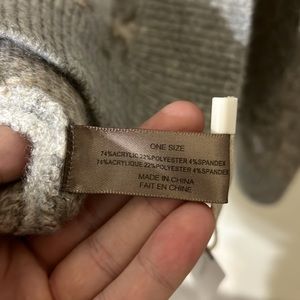 ONE SIZE
74%ACRYLIC 22%POLYESTER 4%SPANDEX
74%ACRYLIQUE 22%POLYESTER 4%SPANDEX
MADE IN CHINA
FAIT EN CHINE